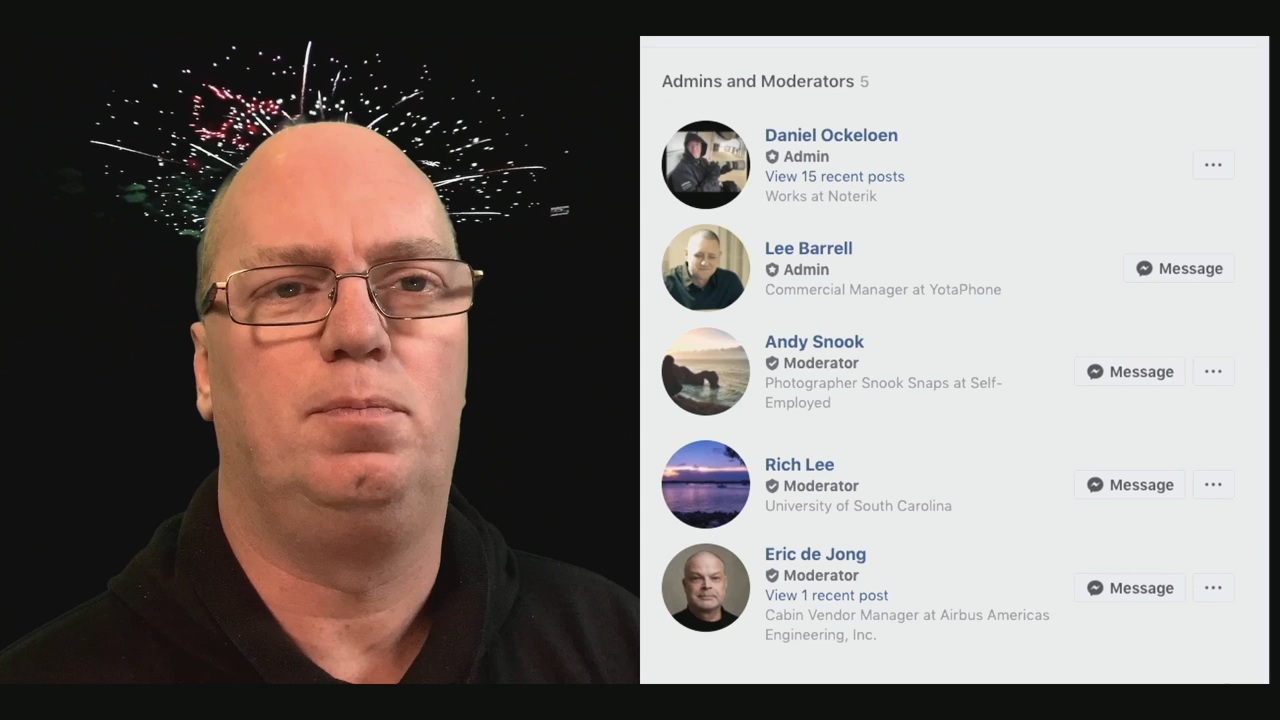 Admins and Moderators 5
Daniel Ockeloen
Admin
View 15 recent posts
Works at Noterik
Lee Barrell
Admin
Commercial Manager at YotaPhone
Message
Andy Snook
Moderator
Photographer Snook Snaps at Self-
Employed
Message
Rich Lee
Moderator
University of South Carolina
Message
Eric de Jong
Moderator
View 1 recent post
Cabin Vendor Manager at Airbus Americas
Engineering, Inc.
Message